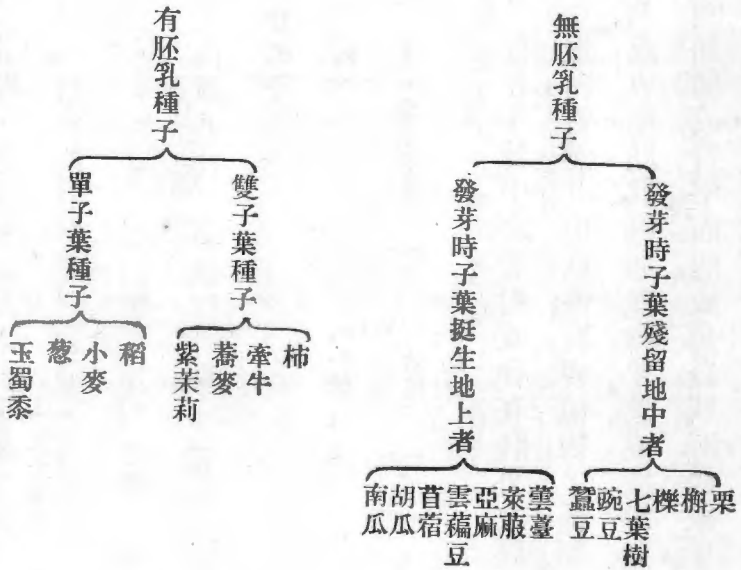 無胚乳種子
發芽時子葉殘留地中者
栗
槲
櫟
七葉樹
豌豆
蠶豆
發芽時子葉挺生地上者
蕓薹
萊菔
亞麻
雲藊豆
苜蓿
胡瓜
南瓜
有胚乳種子
雙子葉種子
柿
牽牛
蕎麥
紫茉莉
單子葉種子
稻
小麥
葱
玉蜀黍